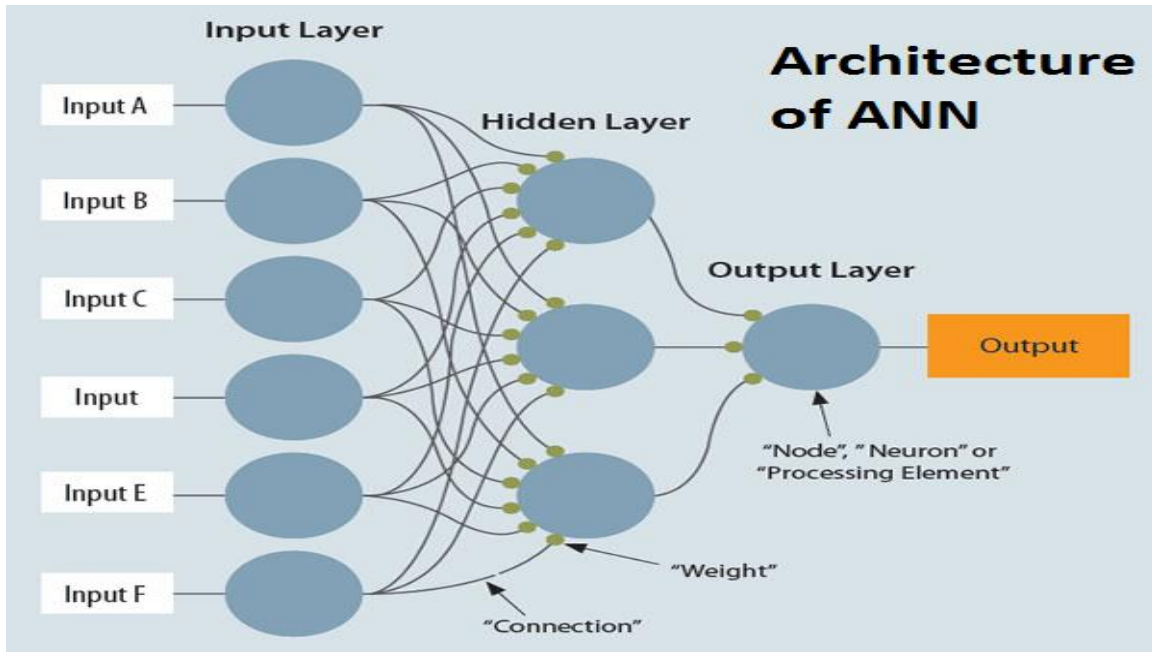 Input Layer
Architecture
of ANN
Input A
Hidden Layer
Input B
Output Layer
Input C
Output
Input
"Node", "Neuron" or
"Processing Element"
Input E
"Weight"
Input F
"Connection"